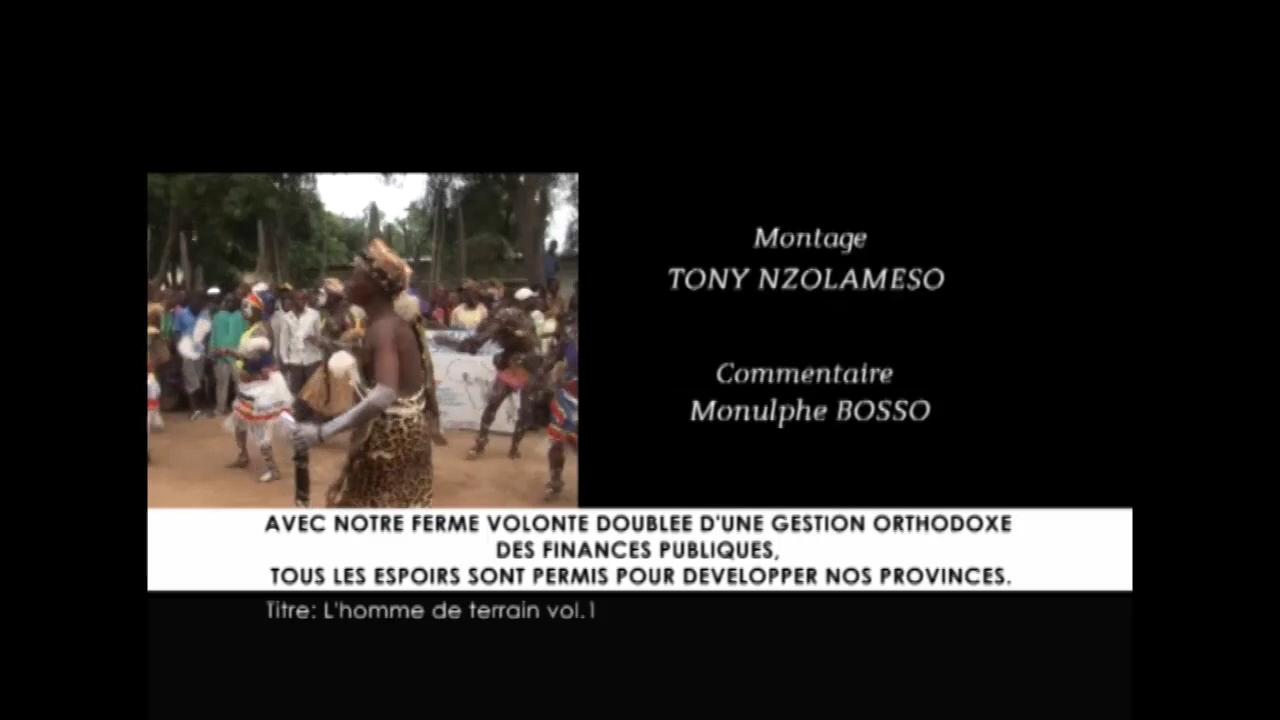 Montage
TONY NZOLAMESO
Commentaire
Monulphe BOSSO
AVEC NOTRE FERME VOLONTE DOUBLEE D'UNE GESTION ORTHODOXE
DES FINANCES PUBLIQUES,
TOUS LES ESPOIRS SONT PERMIS POUR DEVELOPPER NOS PROVINCES.
Titre: L'homme de terrain vol.1